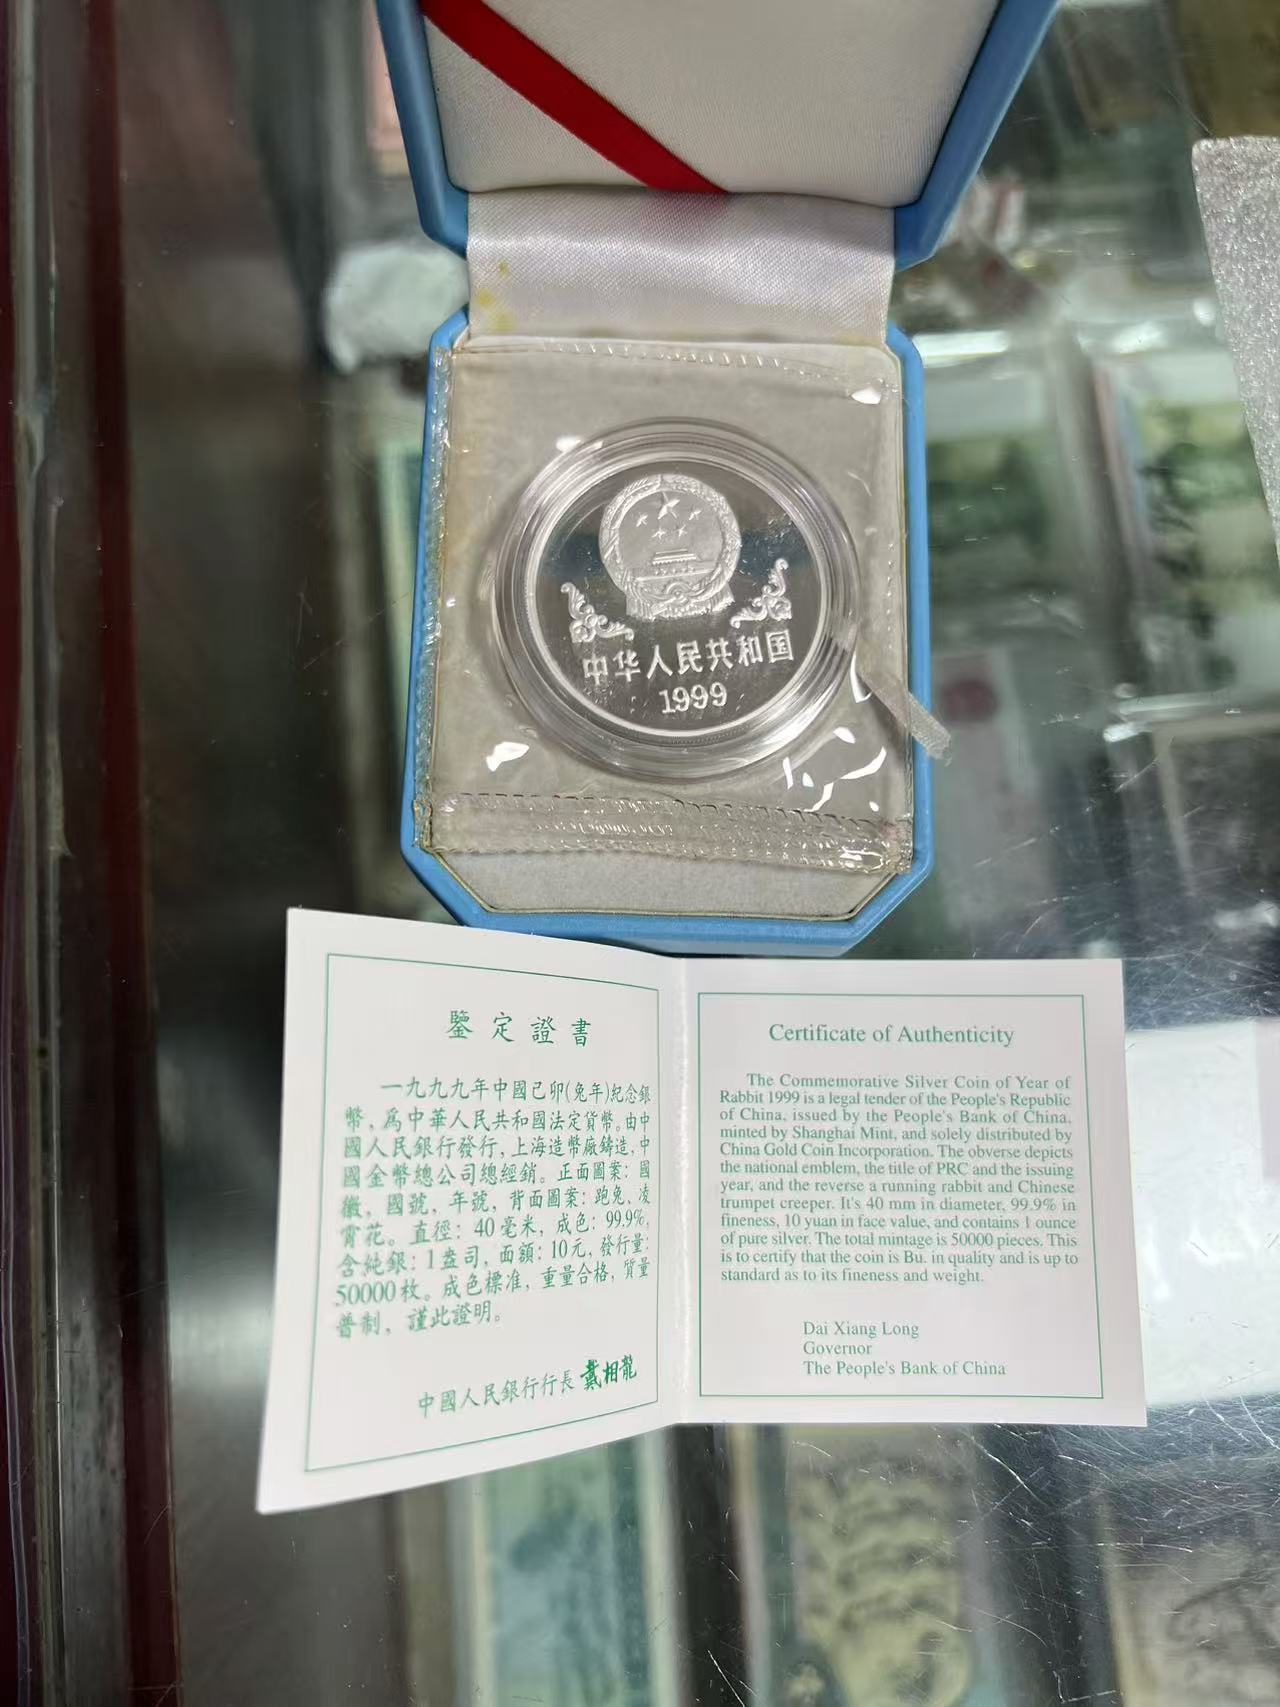 中华人民共和国
1999
鑒定證書
一九九九年中國己卯(兔年)紀念銀
幣，爲中華人民共和國法定貨幣。由中
國人民銀行發行，上海造幣廠鑄造，中
國金幣總公司總經銷。正面圖案：國
徽、國號、年號，背面圖案：跑兔、凌
霄花。直徑：40毫米，成色：99.9%，
含純銀：1盎司，面額：10元，發行量：
50000枚。成色標准，重量合格，質量
普制，謹此證明。
中國人民銀行行長 戴相龍
Certificate of Authenticity
The Commemorative Silver Coin of Year of
Rabbit 1999 is a legal tender of the People's Republic
of China, issued by the People's Bank of China,
minted by Shanghai Mint, and solely distributed by
China Gold Coin Incorporation. The obverse depicts
the national emblem, the title of PRC and the issuing
year, and the reverse a running rabbit and Chinese
trumpet creeper. It's 40 mm in diameter, 99.9% in
fineness, 10 yuan in face value, and contains 1 ounce
of pure silver. The total mintage is 50000 pieces. This
is to certify that the coin is Bu. in quality and is up to
standard as to its fineness and weight.
Dai Xiang Long
Governor
The People's Bank of China